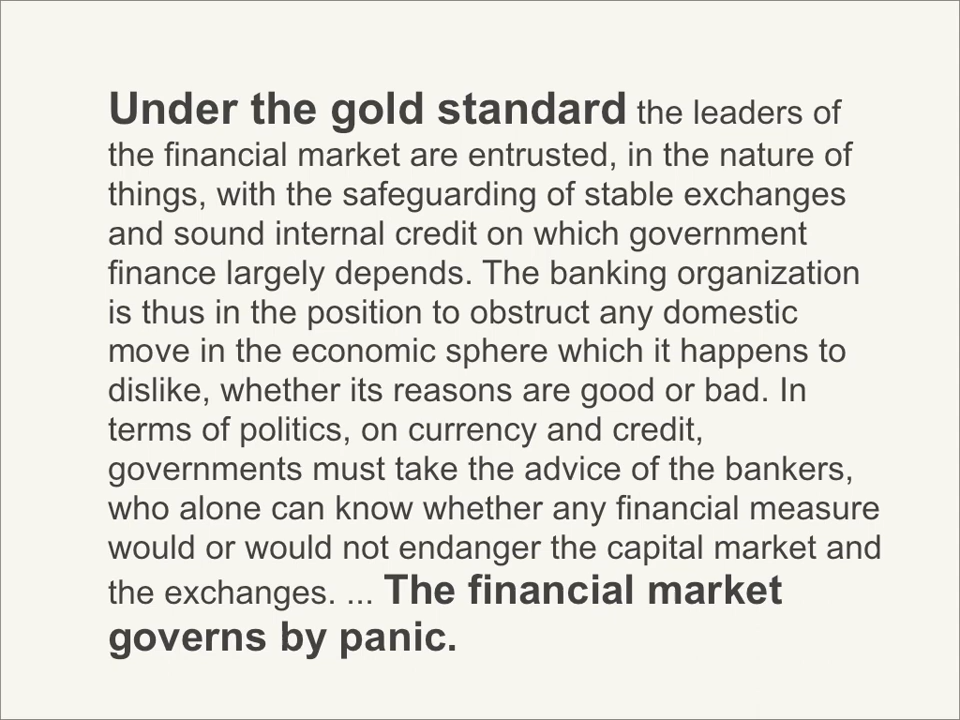 Under the gold standard the leaders of
the financial market are entrusted, in the nature of
things, with the safeguarding of stable exchanges
and sound internal credit on which government
finance largely depends. The banking organization
is thus in the position to obstruct any domestic
move in the economic sphere which it happens to
dislike, whether its reasons are good or bad. In
terms of politics, on currency and credit,
governments must take the advice of the bankers,
who alone can know whether any financial measure
would or would not endanger the capital market and
the exchanges. ... The financial market
governs by panic.